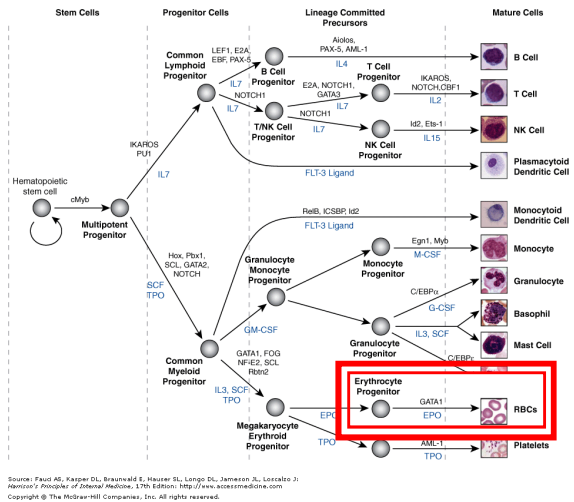 Stem Cells
Progenitor Cells
Lineage Committed
Precursors
Mature Cells
Common
Lymphoid
Progenitor
LEF1, E2A,
EBF, PAX-5
IL7
B Cell
Progenitor
Aiolos,
PAX-5, AML-1
IL4
B Cell
NOTCH1
IL7
T/NK Cell
Progenitor
E2A, NOTCH1,
GATA3
IL7
T Cell
Progenitor
IKAROS,
NOTCH,CBF1
IL2
T Cell
NOTCH1
IL7
NK Cell
Progenitor
Id2, Ets-1
IL15
NK Cell
IKAROS
PU1
IL7
FLT-3 Ligand
Plasmacytoid
Dendritic Cell
Hematopoietic
stem cell
cMyb
Multipotent
Progenitor
RelB, ICSBP, Id2
FLT-3 Ligand
Monocytoid
Dendritic Cell
Hox, Pbx1,
SCL, GATA2,
NOTCH
SCF
TPO
Granulocyte
Monocyte
Progenitor
Monocyte
Progenitor
Egn1, Myb
M-CSF
Monocyte
GM-CSF
Granulocyte
Progenitor
C/EBPα
G-CSF
Granulocyte
IL3, SCF
Basophil
Mast Cell
C/EBPε
Common
Myeloid
Progenitor
GATA1, FOG
NF-E2, SCL
Rbtn2
IL3, SCF
TPO
Megakaryocyte
Erythroid
Progenitor
EPO
Erythrocyte
Progenitor
GATA1
EPO
RBCs
TPO
AML-1
TPO
Platelets
Source: Fauci AS, Kasper DL, Braunwald E, Hauser SL, Longo DL, Jameson JL, Loscalzo J:
Harrison's Principles of Internal Medicine, 17th Edition: http://www.accessmedicine.com
Copyright © The McGraw-Hill Companies, Inc. All rights reserved.